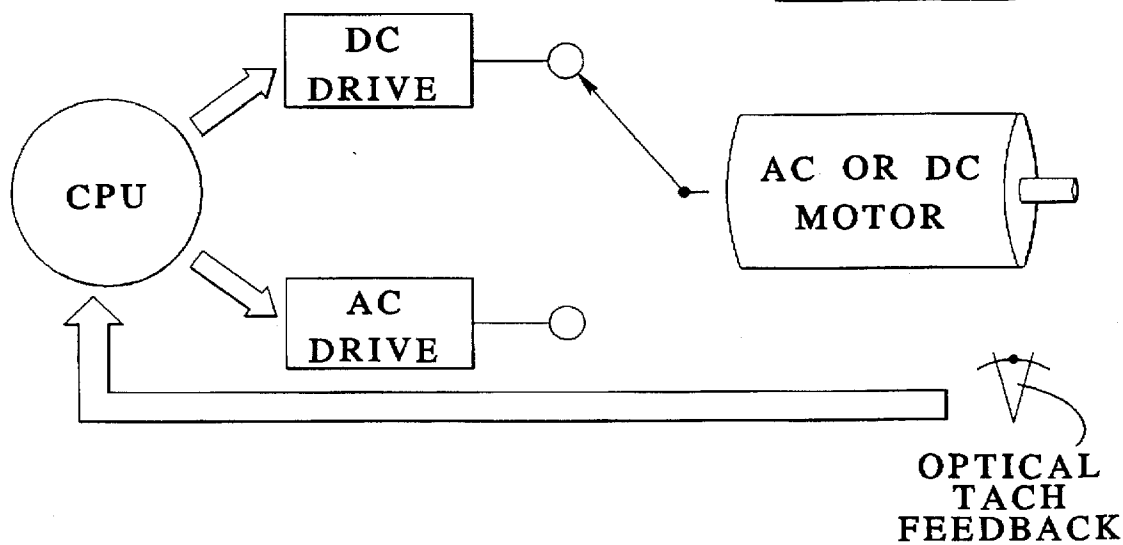 DC
DRIVE
CPU
AC OR DC
MOTOR
AC
DRIVE
OPTICAL
TACH
FEEDBACK